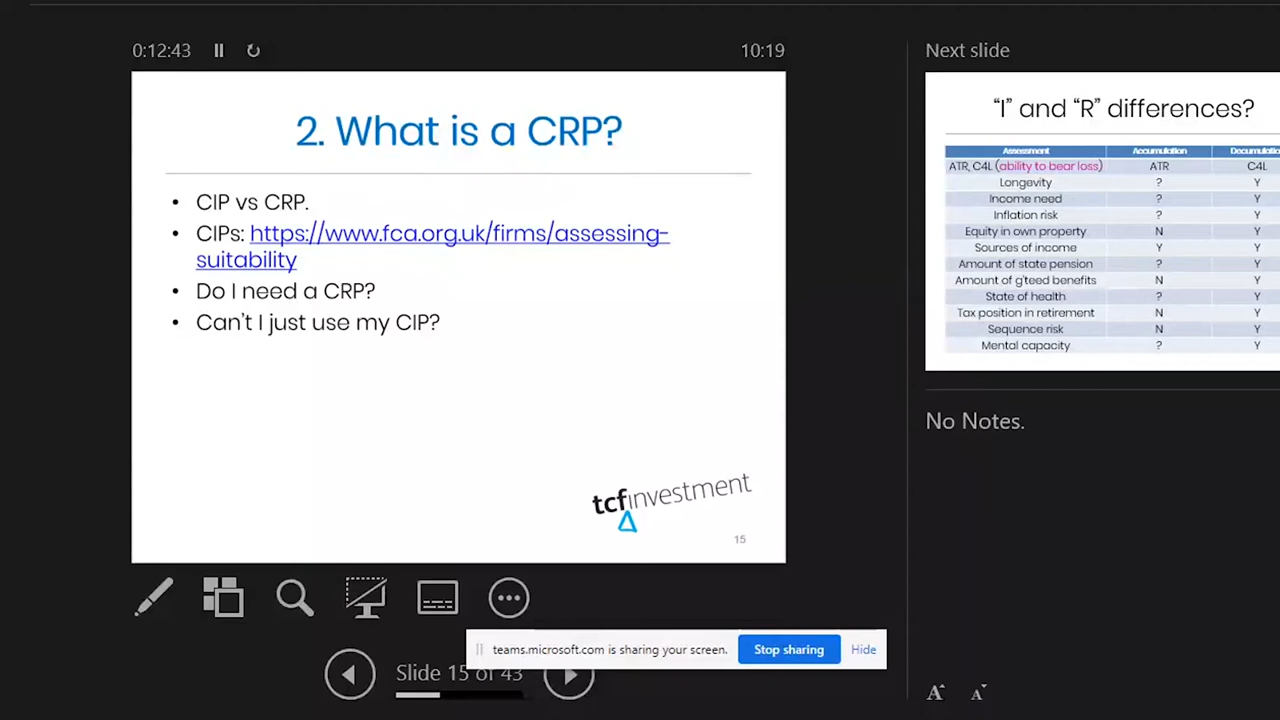 0:12:43
10:19
2. What is a CRP?
• CIP vs CRP.
• CIPs: https://www.fca.org.uk/firms/assessing-
suitability
• Do I need a CRP?
• Can't I just use my CIP?
tcfinvestment
15
teams.microsoft.com is sharing your screen. Stop sharing Hide
Slide 15 of 43
Next slide
"I" and "R" differences?
Assessment Accumulation
ATR, C4L (ability to bear loss) ATR C4L
Longevity ? Y
Income need ? Y
Inflation risk ? Y
Equity in own property N Y
Sources of income Y Y
Amount of state pension ? Y
Amount of g'teed benefits N Y
State of health ? Y
Tax position in retirement N Y
Sequence risk N Y
Mental capacity ? Y
No Notes.
A A